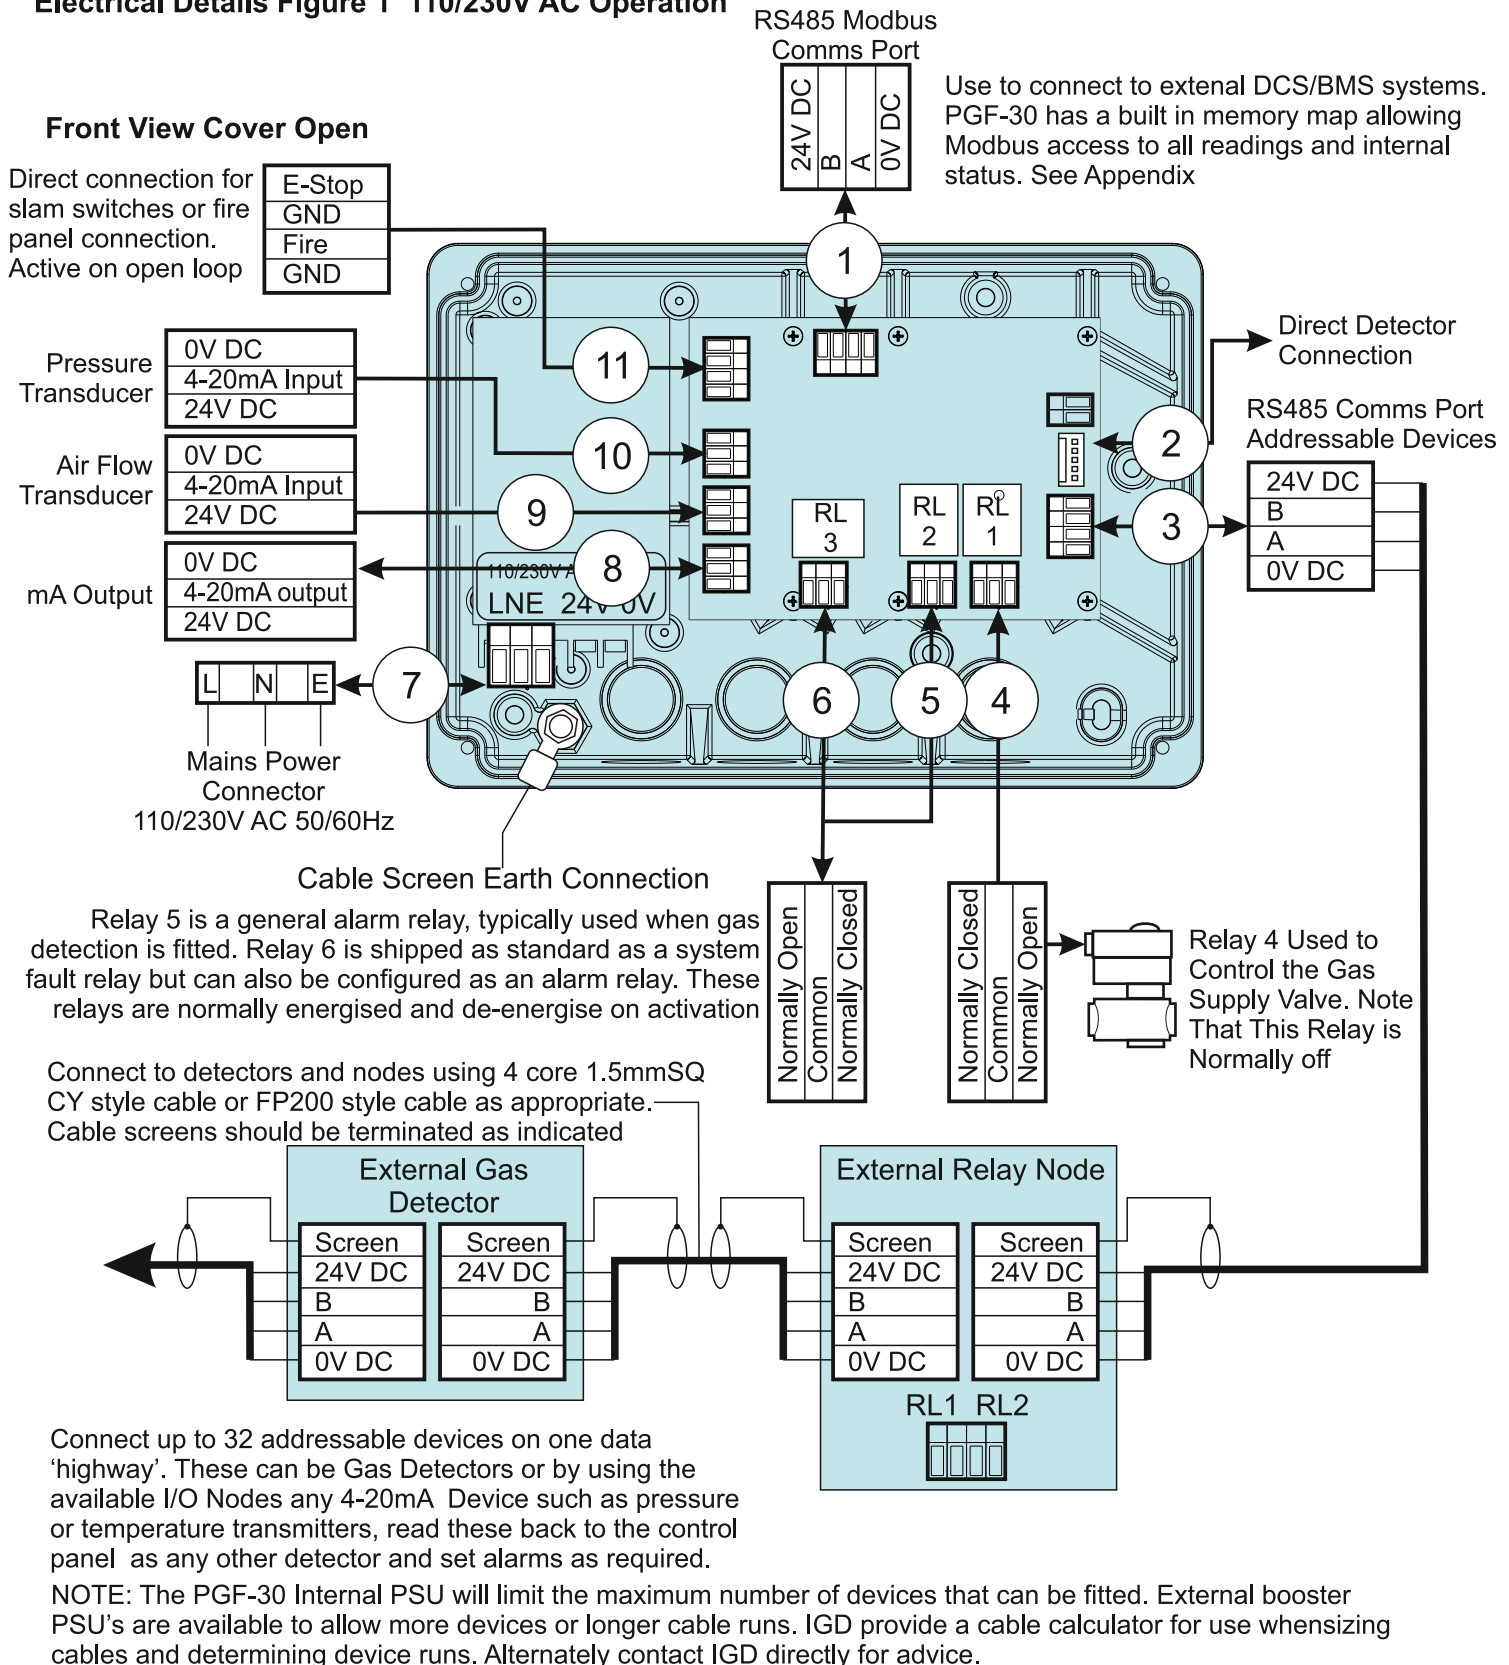 Electrical Details Figure 1 110/230V AC Operation
RS485 Modbus
Comms Port
24V DC
B
A
0V DC
Use to connect to extenal DCS/BMS systems.
PGF-30 has a built in memory map allowing
Modbus access to all readings and internal
status. See Appendix
Front View Cover Open
Direct connection for
slam switches or fire
panel connection.
Active on open loop
E-Stop
GND
Fire
GND
1
Pressure
Transducer
0V DC
4-20mA Input
24V DC
11
Direct Detector
Connection
10
2
RS485 Comms Port
Addressable Devices
24V DC
B
A
0V DC
3
Air Flow
Transducer
0V DC
4-20mA Input
24V DC
9
RL
3
RL
2
RL
1
mA Output
0V DC
4-20mA output
24V DC
8
110/230V A
LNE 24V 0V
L N E
7
6
5
4
Mains Power
Connector
110/230V AC 50/60Hz
Cable Screen Earth Connection
Relay 5 is a general alarm relay, typically used when gas
detection is fitted. Relay 6 is shipped as standard as a system
fault relay but can also be configured as an alarm relay. These
relays are normally energised and de-energise on activation
Normally Open
Common
Normally Closed
Normally Closed
Common
Normally Open
Relay 4 Used to
Control the Gas
Supply Valve. Note
That This Relay is
Normally off
Connect to detectors and nodes using 4 core 1.5mmSQ
CY style cable or FP200 style cable as appropriate.
Cable screens should be terminated as indicated
External Gas
Detector
Screen
24V DC
B
A
0V DC
Screen
24V DC
B
A
0V DC
External Relay Node
Screen
24V DC
B
A
0V DC
Screen
24V DC
B
A
0V DC
RL1 RL2
Connect up to 32 addressable devices on one data
‘highway’. These can be Gas Detectors or by using the
available I/O Nodes any 4-20mA Device such as pressure
or temperature transmitters, read these back to the control
panel as any other detector and set alarms as required.
NOTE: The PGF-30 Internal PSU will limit the maximum number of devices that can be fitted. External booster
PSU's are available to allow more devices or longer cable runs. IGD provide a cable calculator for use whensizing
cables and determining device runs. Alternately contact IGD directly for advice.